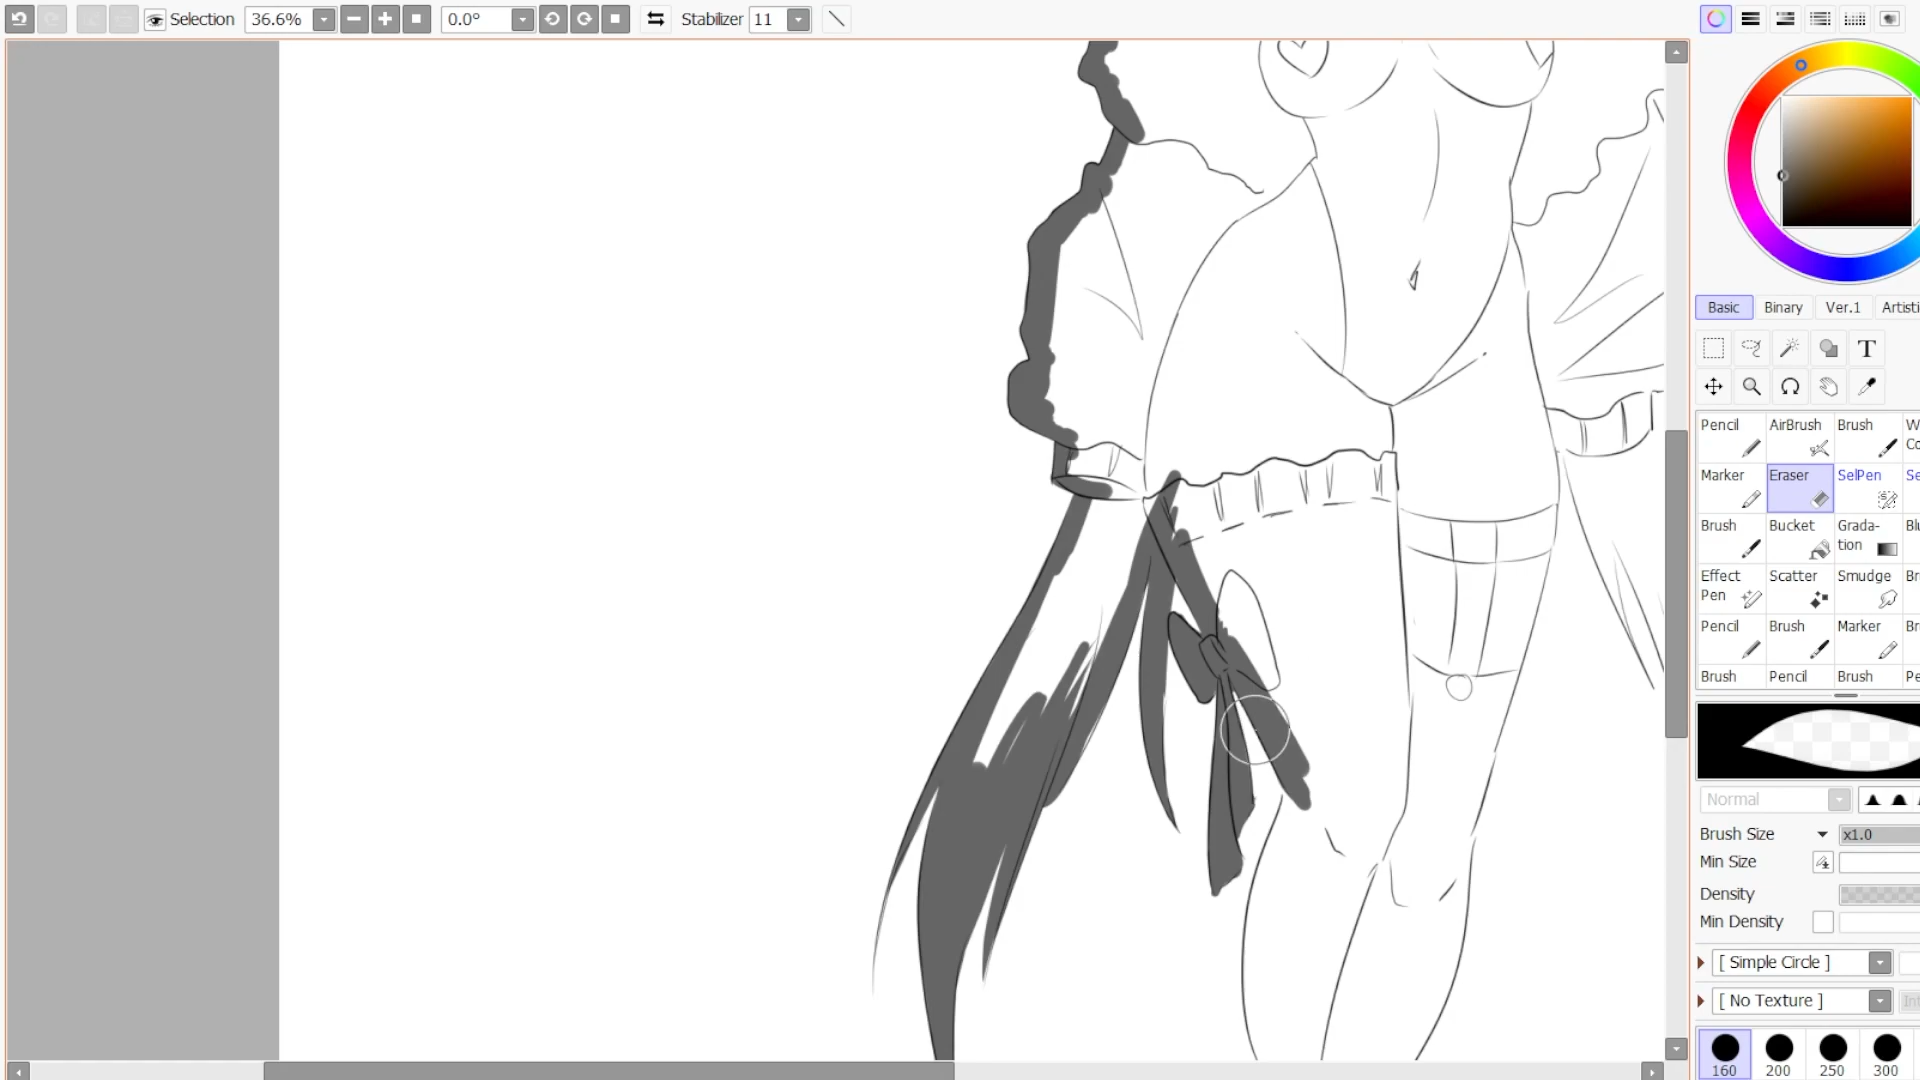 Selection 36.6% 0.0° Stabilizer 11
Basic Binary Ver.1 Artisti
T
Pencil AirBrush Brush W
Co
Marker Eraser SelPen Se
Brush Bucket Grada-
tion Blu
Effect
Pen Scatter Smudge Br
Pencil Brush Marker Br
Brush Pencil Brush Pe
Normal
Brush Size x1.0
Min Size
Density
Min Density
[ Simple Circle ]
[ No Texture ] Int
160 200 250 300